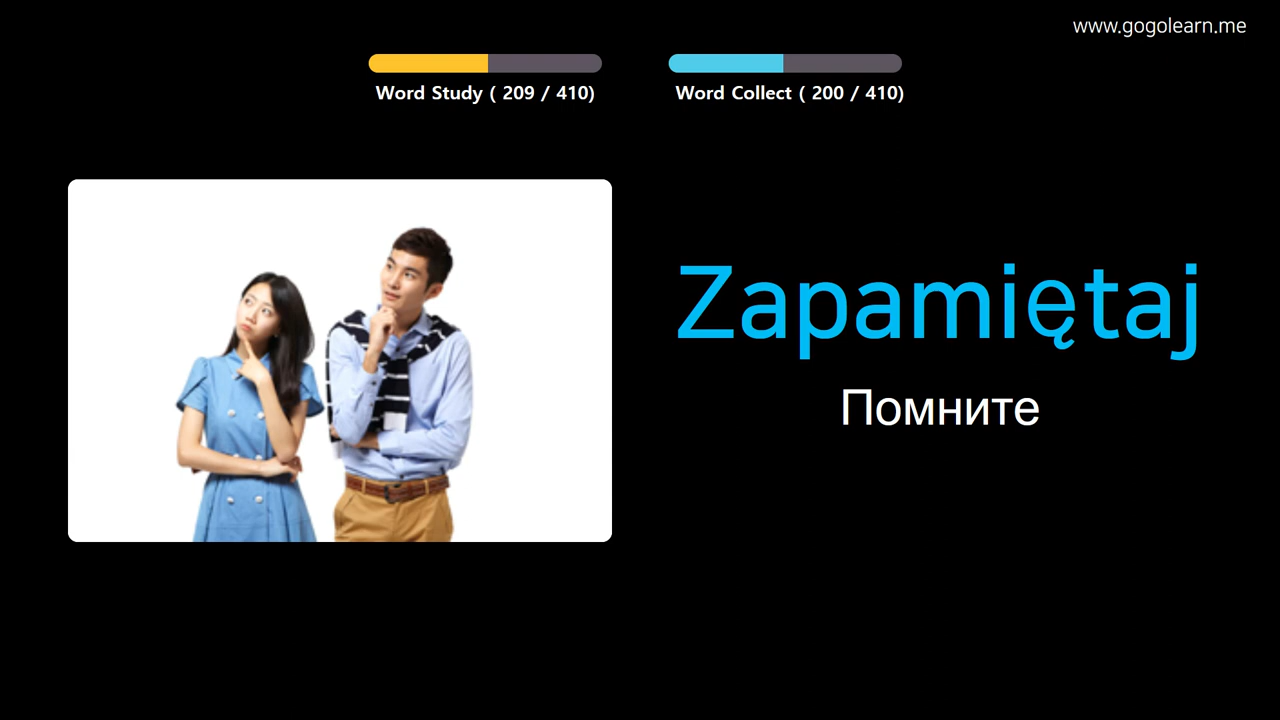 www.gogolearn.me
Word Study ( 209 / 410)
Word Collect ( 200 / 410)
Zapamiętaj
Помните